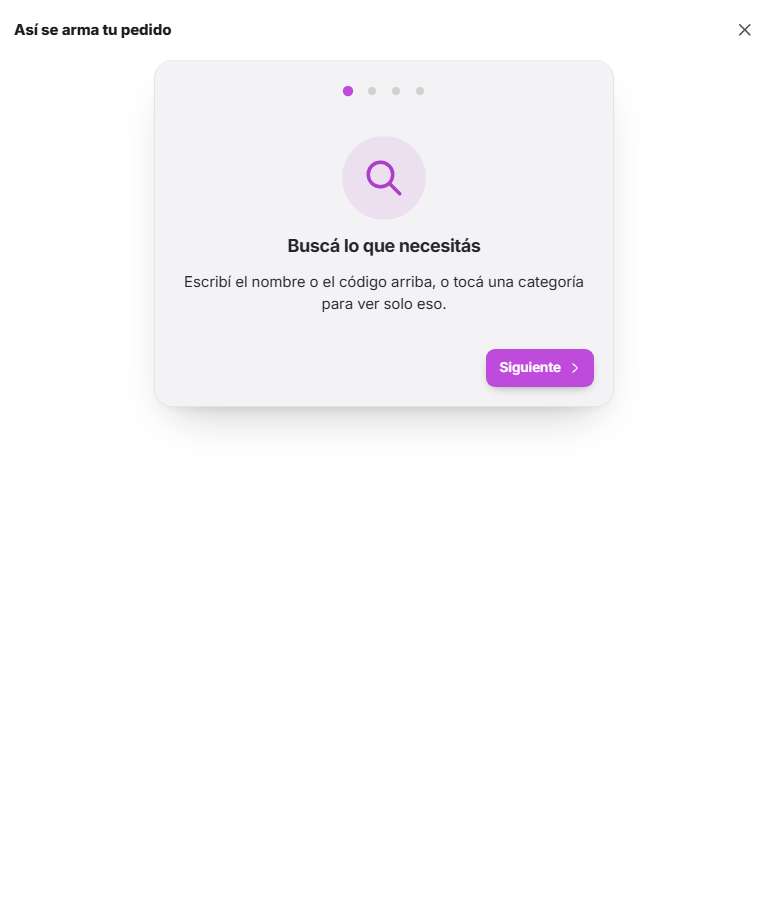 Así se arma tu pedido
Buscá lo que necesitás
Escribí el nombre o el código arriba, o tocá una categoría
para ver solo eso.
Siguiente